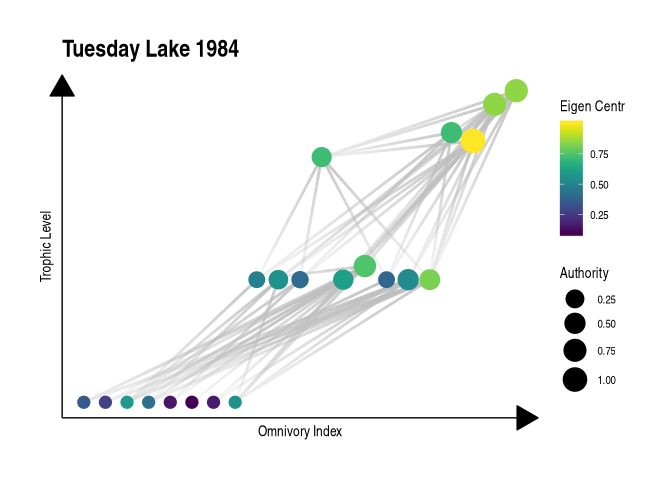 Tuesday Lake 1984
Trophic Level
Omnivory Index
Eigen Centr
0.75
0.50
0.25
Authority
0.25
0.50
0.75
1.00